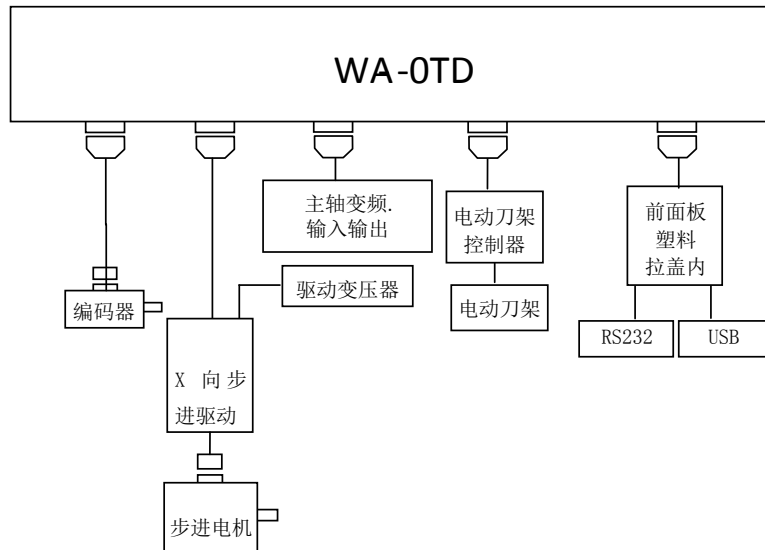 WA-0TD
主轴变频.
输入输出
电动刀架
控制器
前面板
塑料
拉盖内
编码器
驱动变压器
电动刀架
RS232
USB
X 向步
进驱动
步进电机